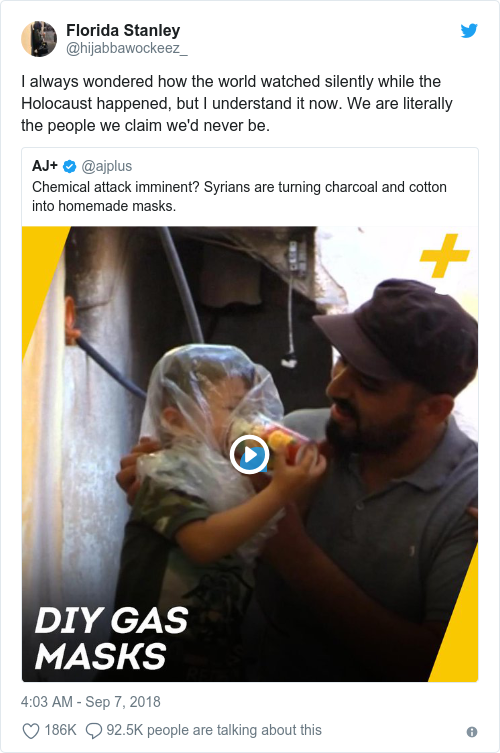 Florida Stanley
@hijabbawockeez_
I always wondered how the world watched silently while the
Holocaust happened, but I understand it now. We are literally
the people we claim we'd never be.
AJ+ @ajplus
Chemical attack imminent? Syrians are turning charcoal and cotton
into homemade masks.
DIY GAS
MASKS
4:03 AM - Sep 7, 2018
186K 92.5K people are talking about this